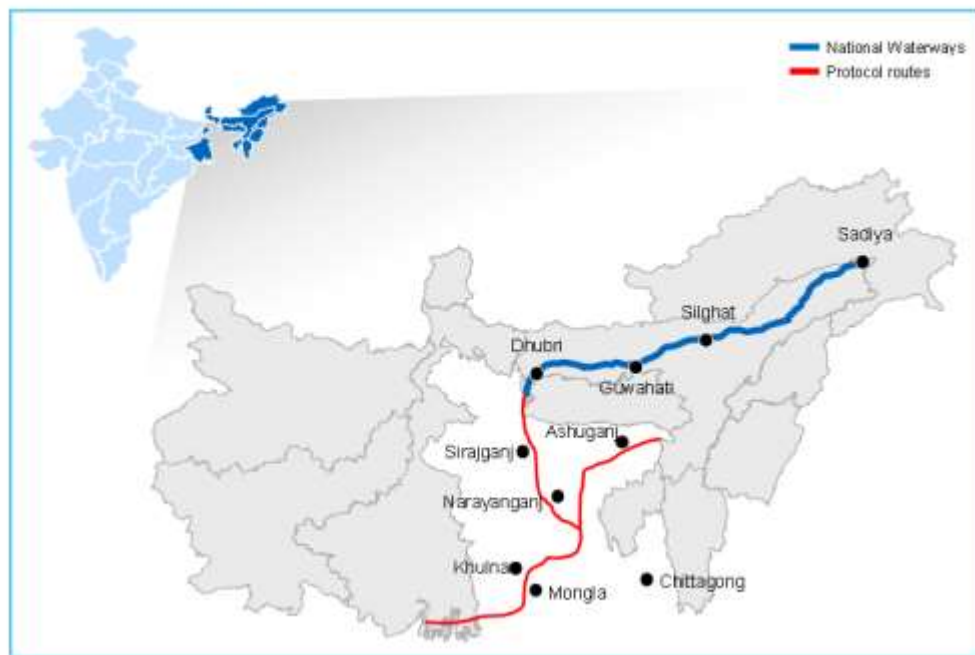 National Waterways
Protocol routes
Sadiya
Silghat
Dhubri
Guwahati
Ashuganj
Sirajganj
Narayanganj
Khulna
Mongla
Chittagong